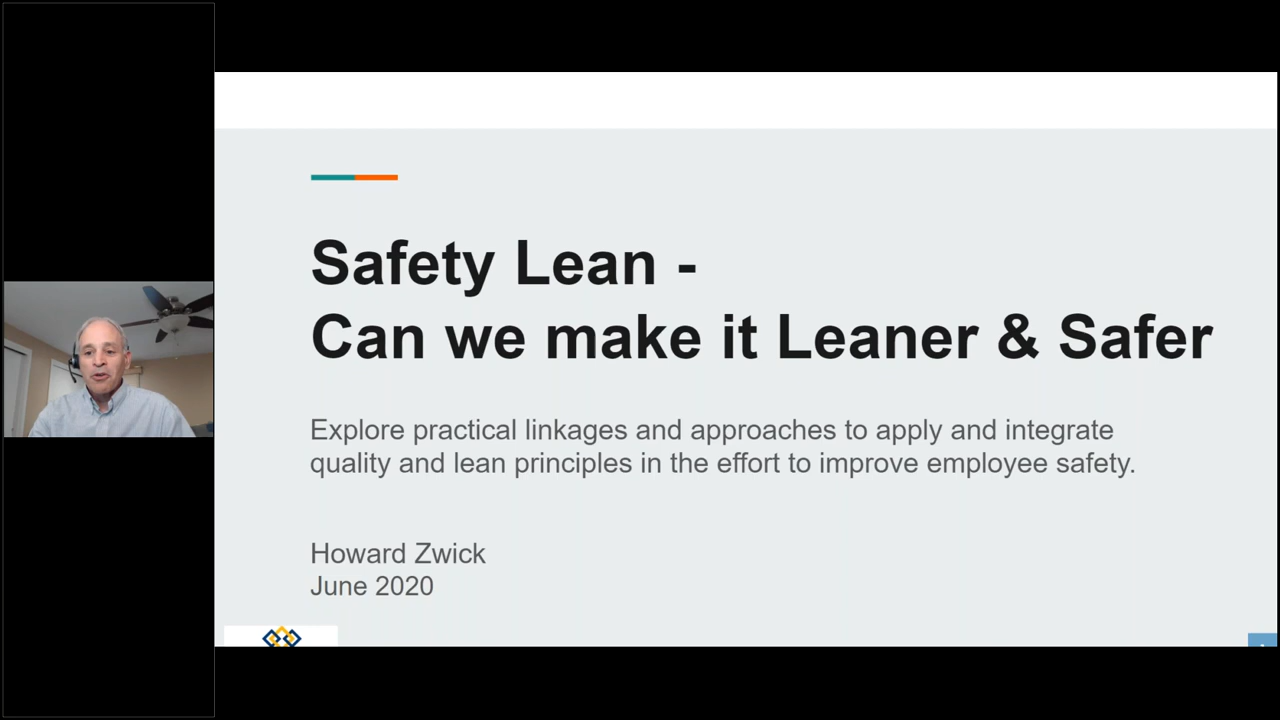 Safety Lean -
Can we make it Leaner & Safer
Explore practical linkages and approaches to apply and integrate
quality and lean principles in the effort to improve employee safety.
Howard Zwick
June 2020